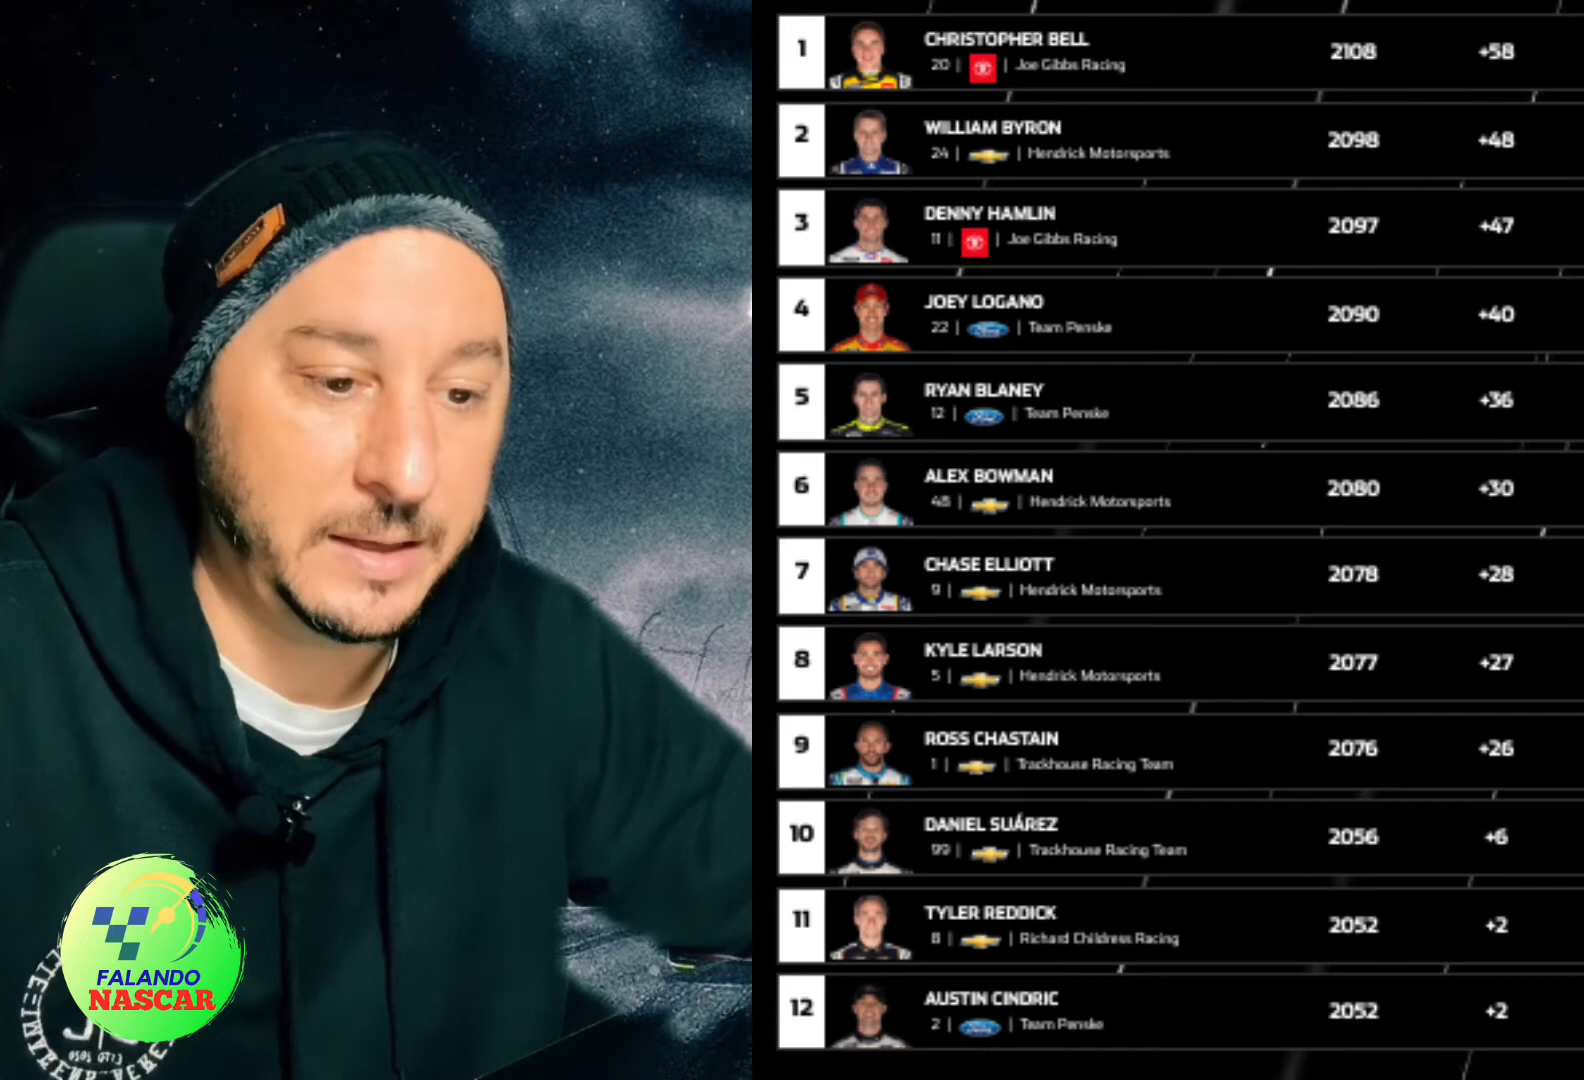 FALANDO
NASCAR
1
CHRISTOPHER BELL
20 | | Joe Gibbs Racing
2108
+58
2
WILLIAM BYRON
24 | | Hendrick Motorsports
2098
+48
3
DENNY HAMLIN
11 | | Joe Gibbs Racing
2097
+47
4
JOEY LOGANO
22 | Ford | Team Penske
2090
+40
5
RYAN BLANEY
12 | Ford | Team Penske
2086
+36
6
ALEX BOWMAN
48 | | Hendrick Motorsports
2080
+30
7
CHASE ELLIOTT
9 | | Hendrick Motorsports
2078
+28
8
KYLE LARSON
5 | | Hendrick Motorsports
2077
+27
9
ROSS CHASTAIN
1 | | Trackhouse Racing Team
2076
+26
10
DANIEL SUÁREZ
99 | | Trackhouse Racing Team
2056
+6
11
TYLER REDDICK
8 | | Richard Childress Racing
2052
+2
12
AUSTIN CINDRIC
2 | Ford | Team Penske
2052
+2